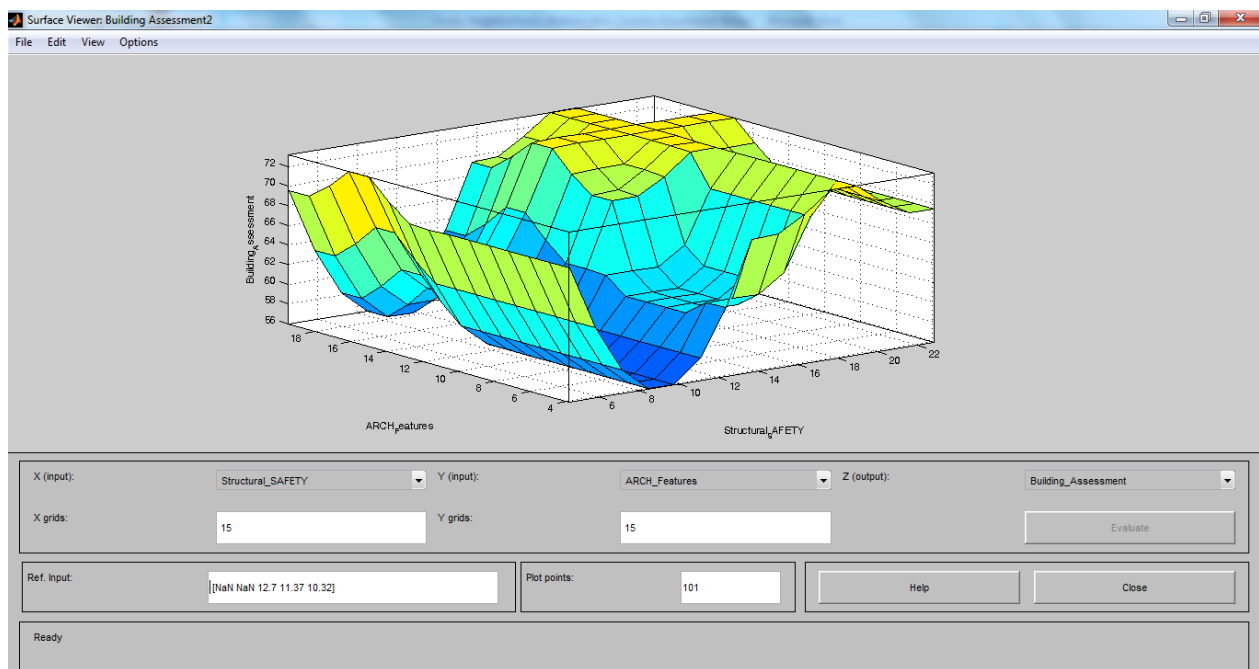 Surface Viewer: Building Assessment2
File Edit View Options
72
70
68
66
64
62
60
58
56
Building_Assessment
18 16 14 12 10 8 6 4
6 8 10 12 14 16 18 20 22
ARCH_Features
Structural_SAFETY
X (input): Structural_SAFETY Y (input): ARCH_Features Z (output): Building_Assessment
X grids: 15 Y grids: 15 Evaluate
Ref. Input: [NaN NaN 12.7 11.37 10.32] Plot points: 101 Help Close
Ready